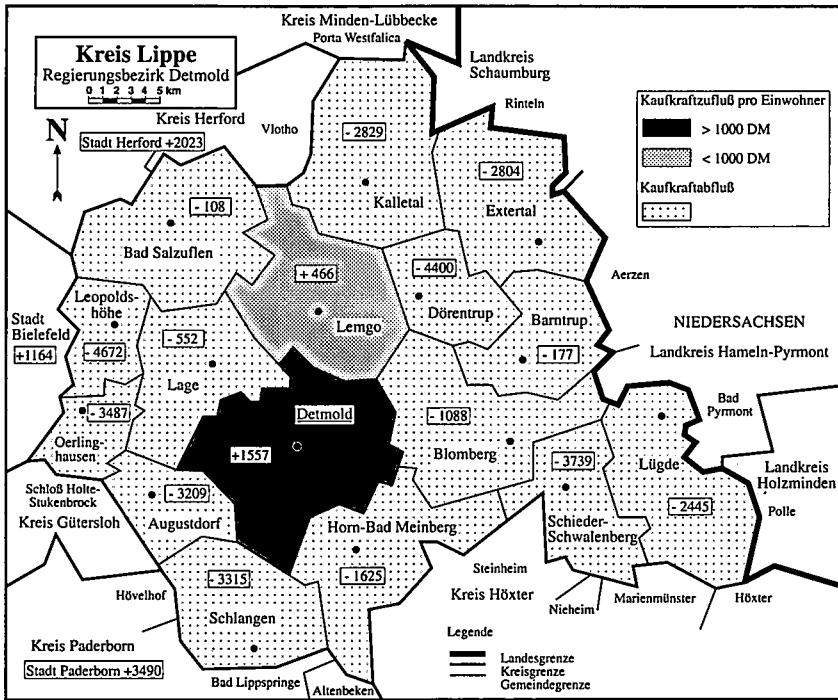 Kreis Lippe
Regierungsbezirk Detmold
0 1 2 3 4 5 km
N
Kreis Minden-Lübbecke
Porta Westfalica
Landkreis
Schaumburg
Rinteln
Kaufkraftzufluß pro Einwohner
> 1000 DM
< 1000 DM
Kaufkraftabfluß
Kreis Herford
Stadt Herford +2023
Vlotho
- 2829
Kalletal
- 2804
Extertal
- 108
Bad Salzuflen
+ 466
Lemgo
- 4400
Dörentrup
Aerzen
Barntrup
- 177
NIEDERSACHSEN
Landkreis Hameln-Pyrmont
Leopolds-
höhe
- 4672
Stadt
Bielefeld
+1164
- 552
Lage
- 3487
Oerling-
hausen
Detmold
+1557
- 1088
Blomberg
Bad
Pyrmont
Lügde
- 2445
Landkreis
Holzminden
Polle
- 3739
Schieder-
Schwalenberg
Schloß Holte-
Stukenbrock
Kreis Gütersloh
- 3209
Augustdorf
Horn-Bad Meinberg
- 1625
- 3315
Schlangen
Hövelhof
Steinheim
Kreis Höxter
Nieheim
Marienmünster
Höxter
Kreis Paderborn
Stadt Paderborn +3490
Bad Lippspringe
Altenbeken
Legende
Landesgrenze
Kreisgrenze
Gemeindegrenze